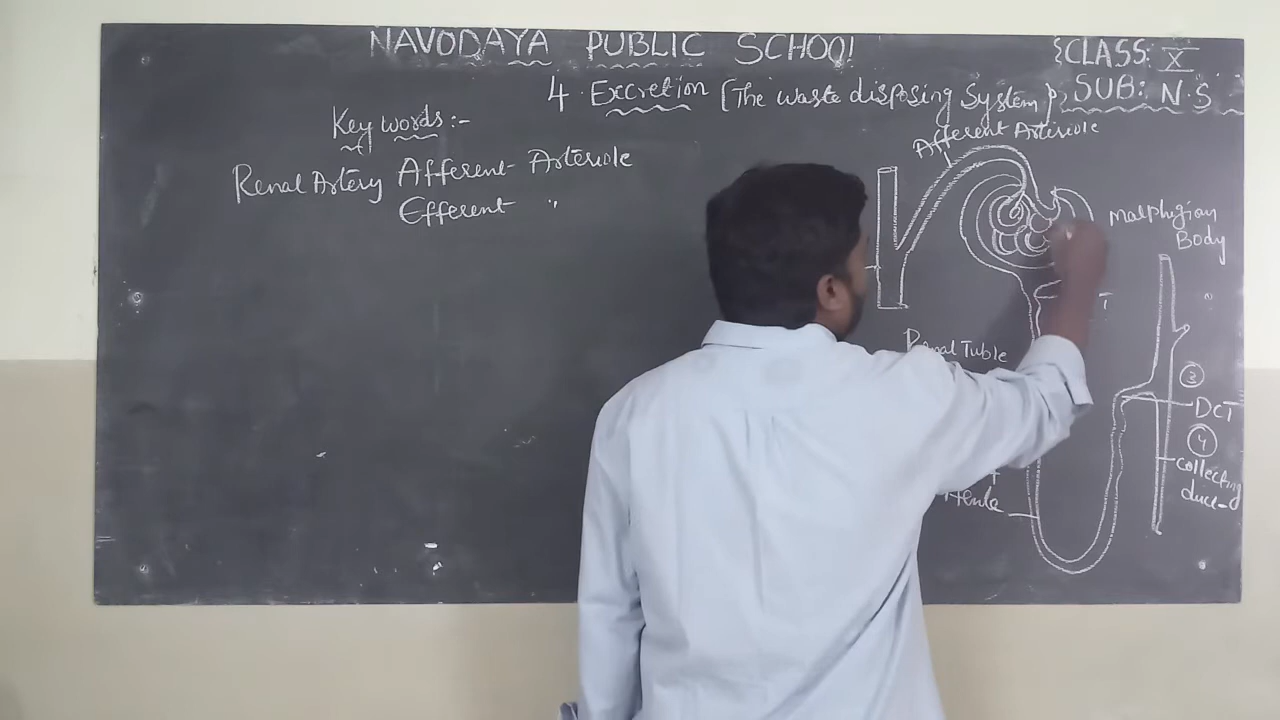 NAVODAYA PUBLIC SCHOOL
{CLASS: X
SUB: N.S
4. Excretion [The waste disposing System]
Key words:-
Renal Artery Afferent Arteriole
Efferent "
Afferent Arteriole
Malphigian
Body
T
Renal Tuble
3
DCT
4
Collecting
Henle